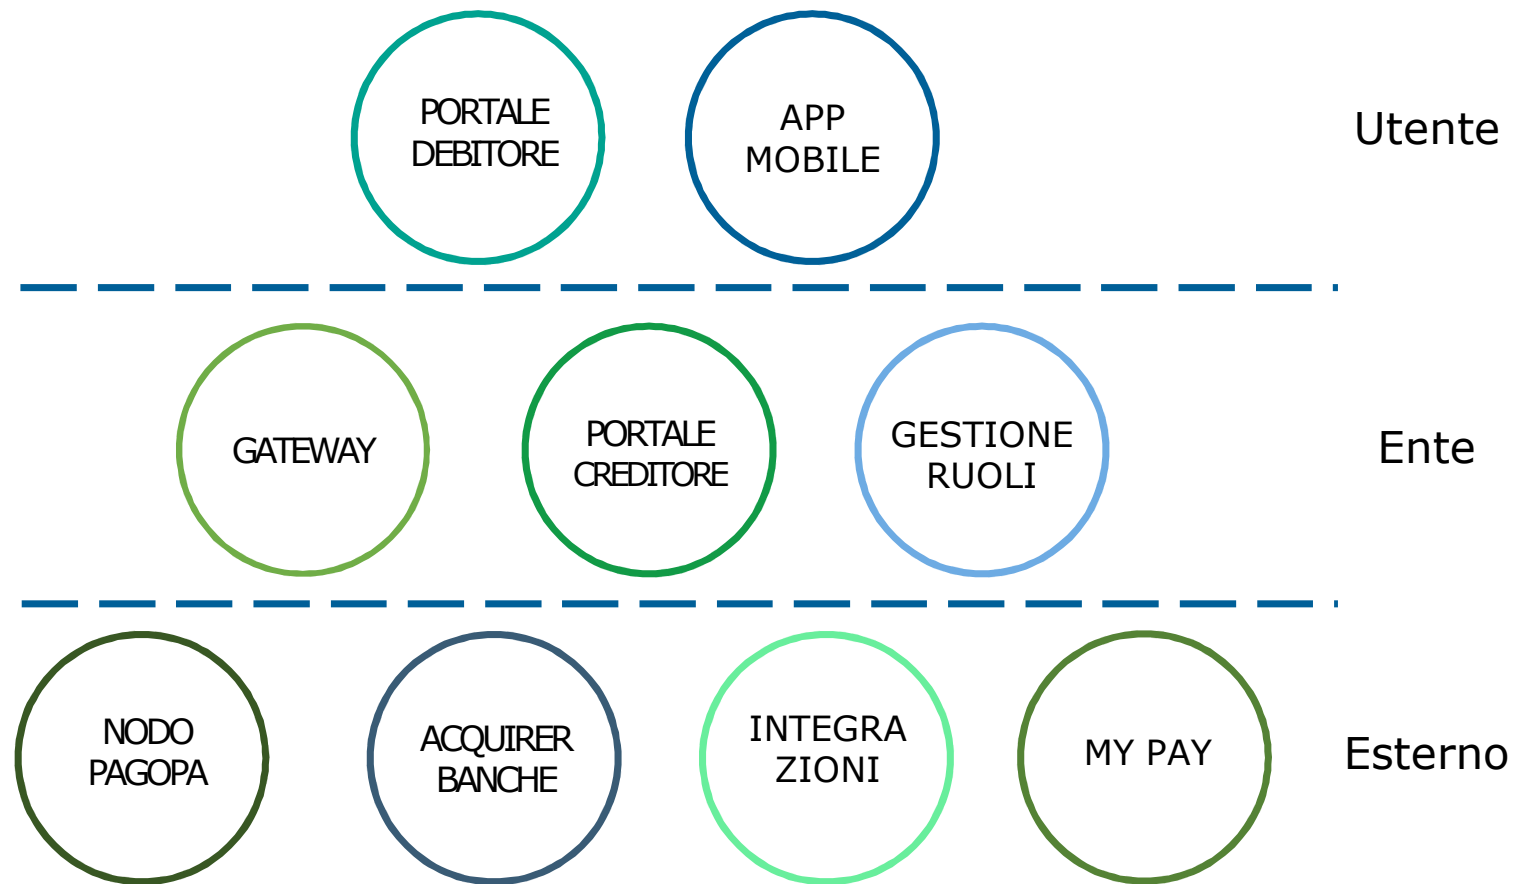 PORTALE
DEBITORE
APP
MOBILE
Utente
GATEWAY
PORTALE
CREDITORE
GESTIONE
RUOLI
Ente
NODO
PAGOPA
ACQUIRER
BANCHE
INTEGRA
ZIONI
MY PAY
Esterno